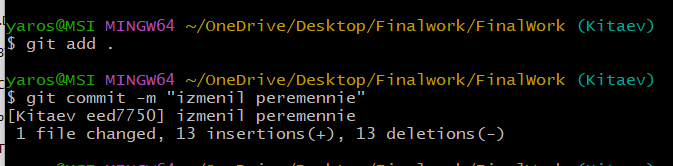 yaros@MSI MINGW64 ~/OneDrive/Desktop/Finalwork/FinalWork (Kitaev)
$ git add .
yaros@MSI MINGW64 ~/OneDrive/Desktop/Finalwork/FinalWork (Kitaev)
$ git commit -m "izmenil peremennie"
[Kitaev eed7750] izmenil peremennie
1 file changed, 13 insertions(+), 13 deletions(-)